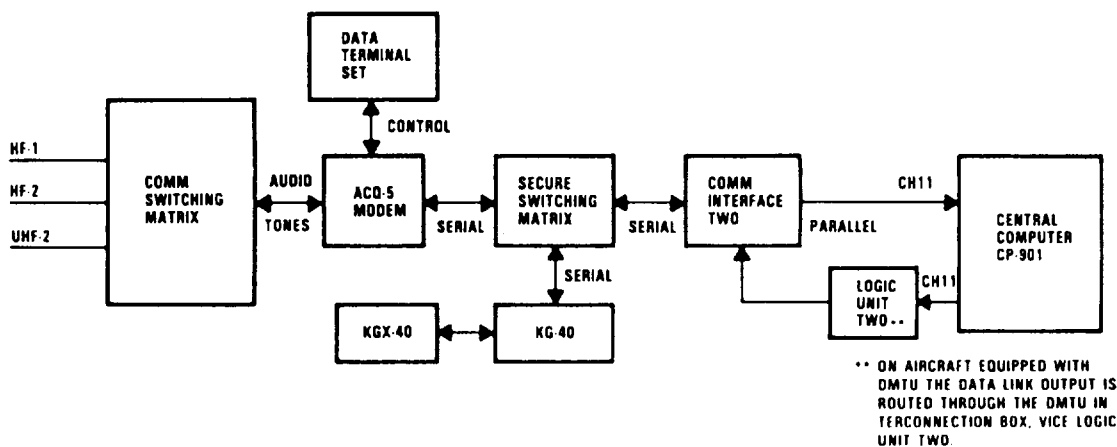 DATA
TERMINAL
SET
CONTROL
HF-1
HF-2
UHF-2
COMM
SWITCHING
MATRIX
AUDIO
TONES
ACQ-5
MODEM
SERIAL
SECURE
SWITCHING
MATRIX
SERIAL
COMM
INTERFACE
TWO
CH11
PARALLEL
CENTRAL
COMPUTER
CP-901
SERIAL
KGX-40
KG-40
LOGIC
UNIT
TWO**
CH11
** ON AIRCRAFT EQUIPPED WITH
DMTU THE DATA LINK OUTPUT IS
ROUTED THROUGH THE DMTU IN
TERCONNECTION BOX, VICE LOGIC
UNIT TWO.